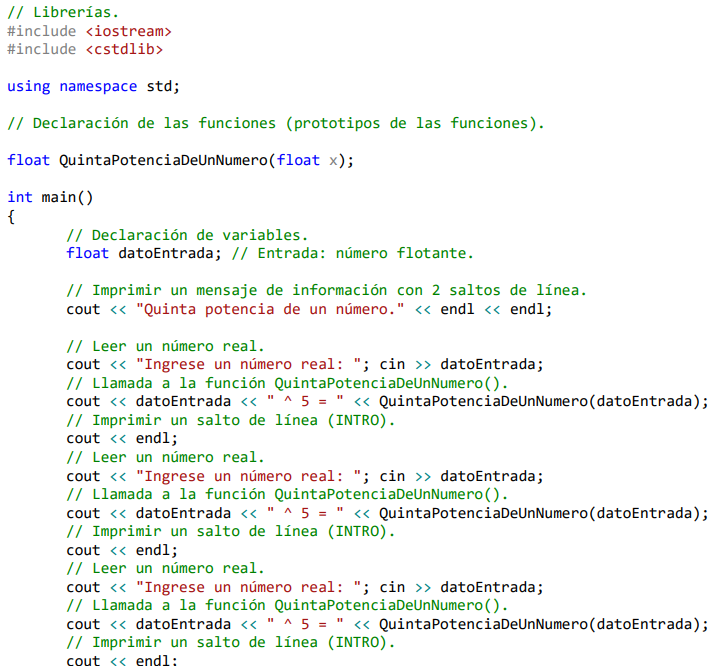 // Librerías.
#include <iostream>
#include <cstdlib>
using namespace std;
// Declaración de las funciones (prototipos de las funciones).
float QuintaPotenciaDeUnNumero(float x);
int main()
{
// Declaración de variables.
float datoEntrada; // Entrada: número flotante.
// Imprimir un mensaje de información con 2 saltos de línea.
cout << "Quinta potencia de un número." << endl << endl;
// Leer un número real.
cout << "Ingrese un número real: "; cin >> datoEntrada;
// Llamada a la función QuintaPotenciaDeUnNumero().
cout << datoEntrada << " ^ 5 = " << QuintaPotenciaDeUnNumero(datoEntrada);
// Imprimir un salto de línea (INTRO).
cout << endl;
// Leer un número real.
cout << "Ingrese un número real: "; cin >> datoEntrada;
// Llamada a la función QuintaPotenciaDeUnNumero().
cout << datoEntrada << " ^ 5 = " << QuintaPotenciaDeUnNumero(datoEntrada);
// Imprimir un salto de línea (INTRO).
cout << endl;
// Leer un número real.
cout << "Ingrese un número real: "; cin >> datoEntrada;
// Llamada a la función QuintaPotenciaDeUnNumero().
cout << datoEntrada << " ^ 5 = " << QuintaPotenciaDeUnNumero(datoEntrada);
// Imprimir un salto de línea (INTRO).
cout << endl;